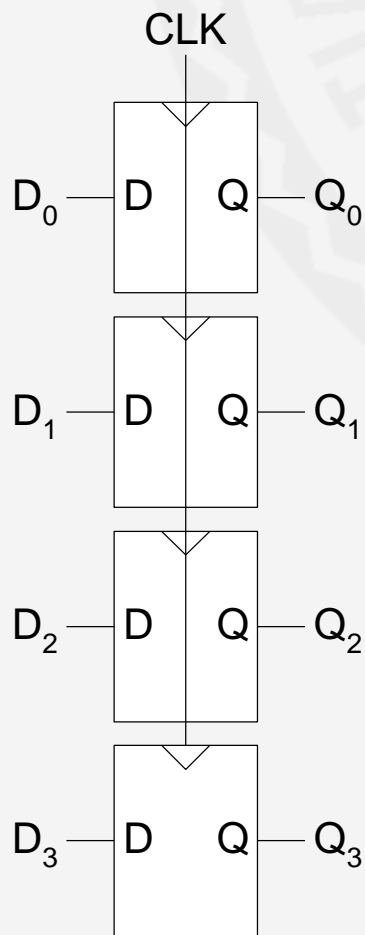 CLK
D₀ D Q Q₀
D₁ D Q Q₁
D₂ D Q Q₂
D₃ D Q Q₃